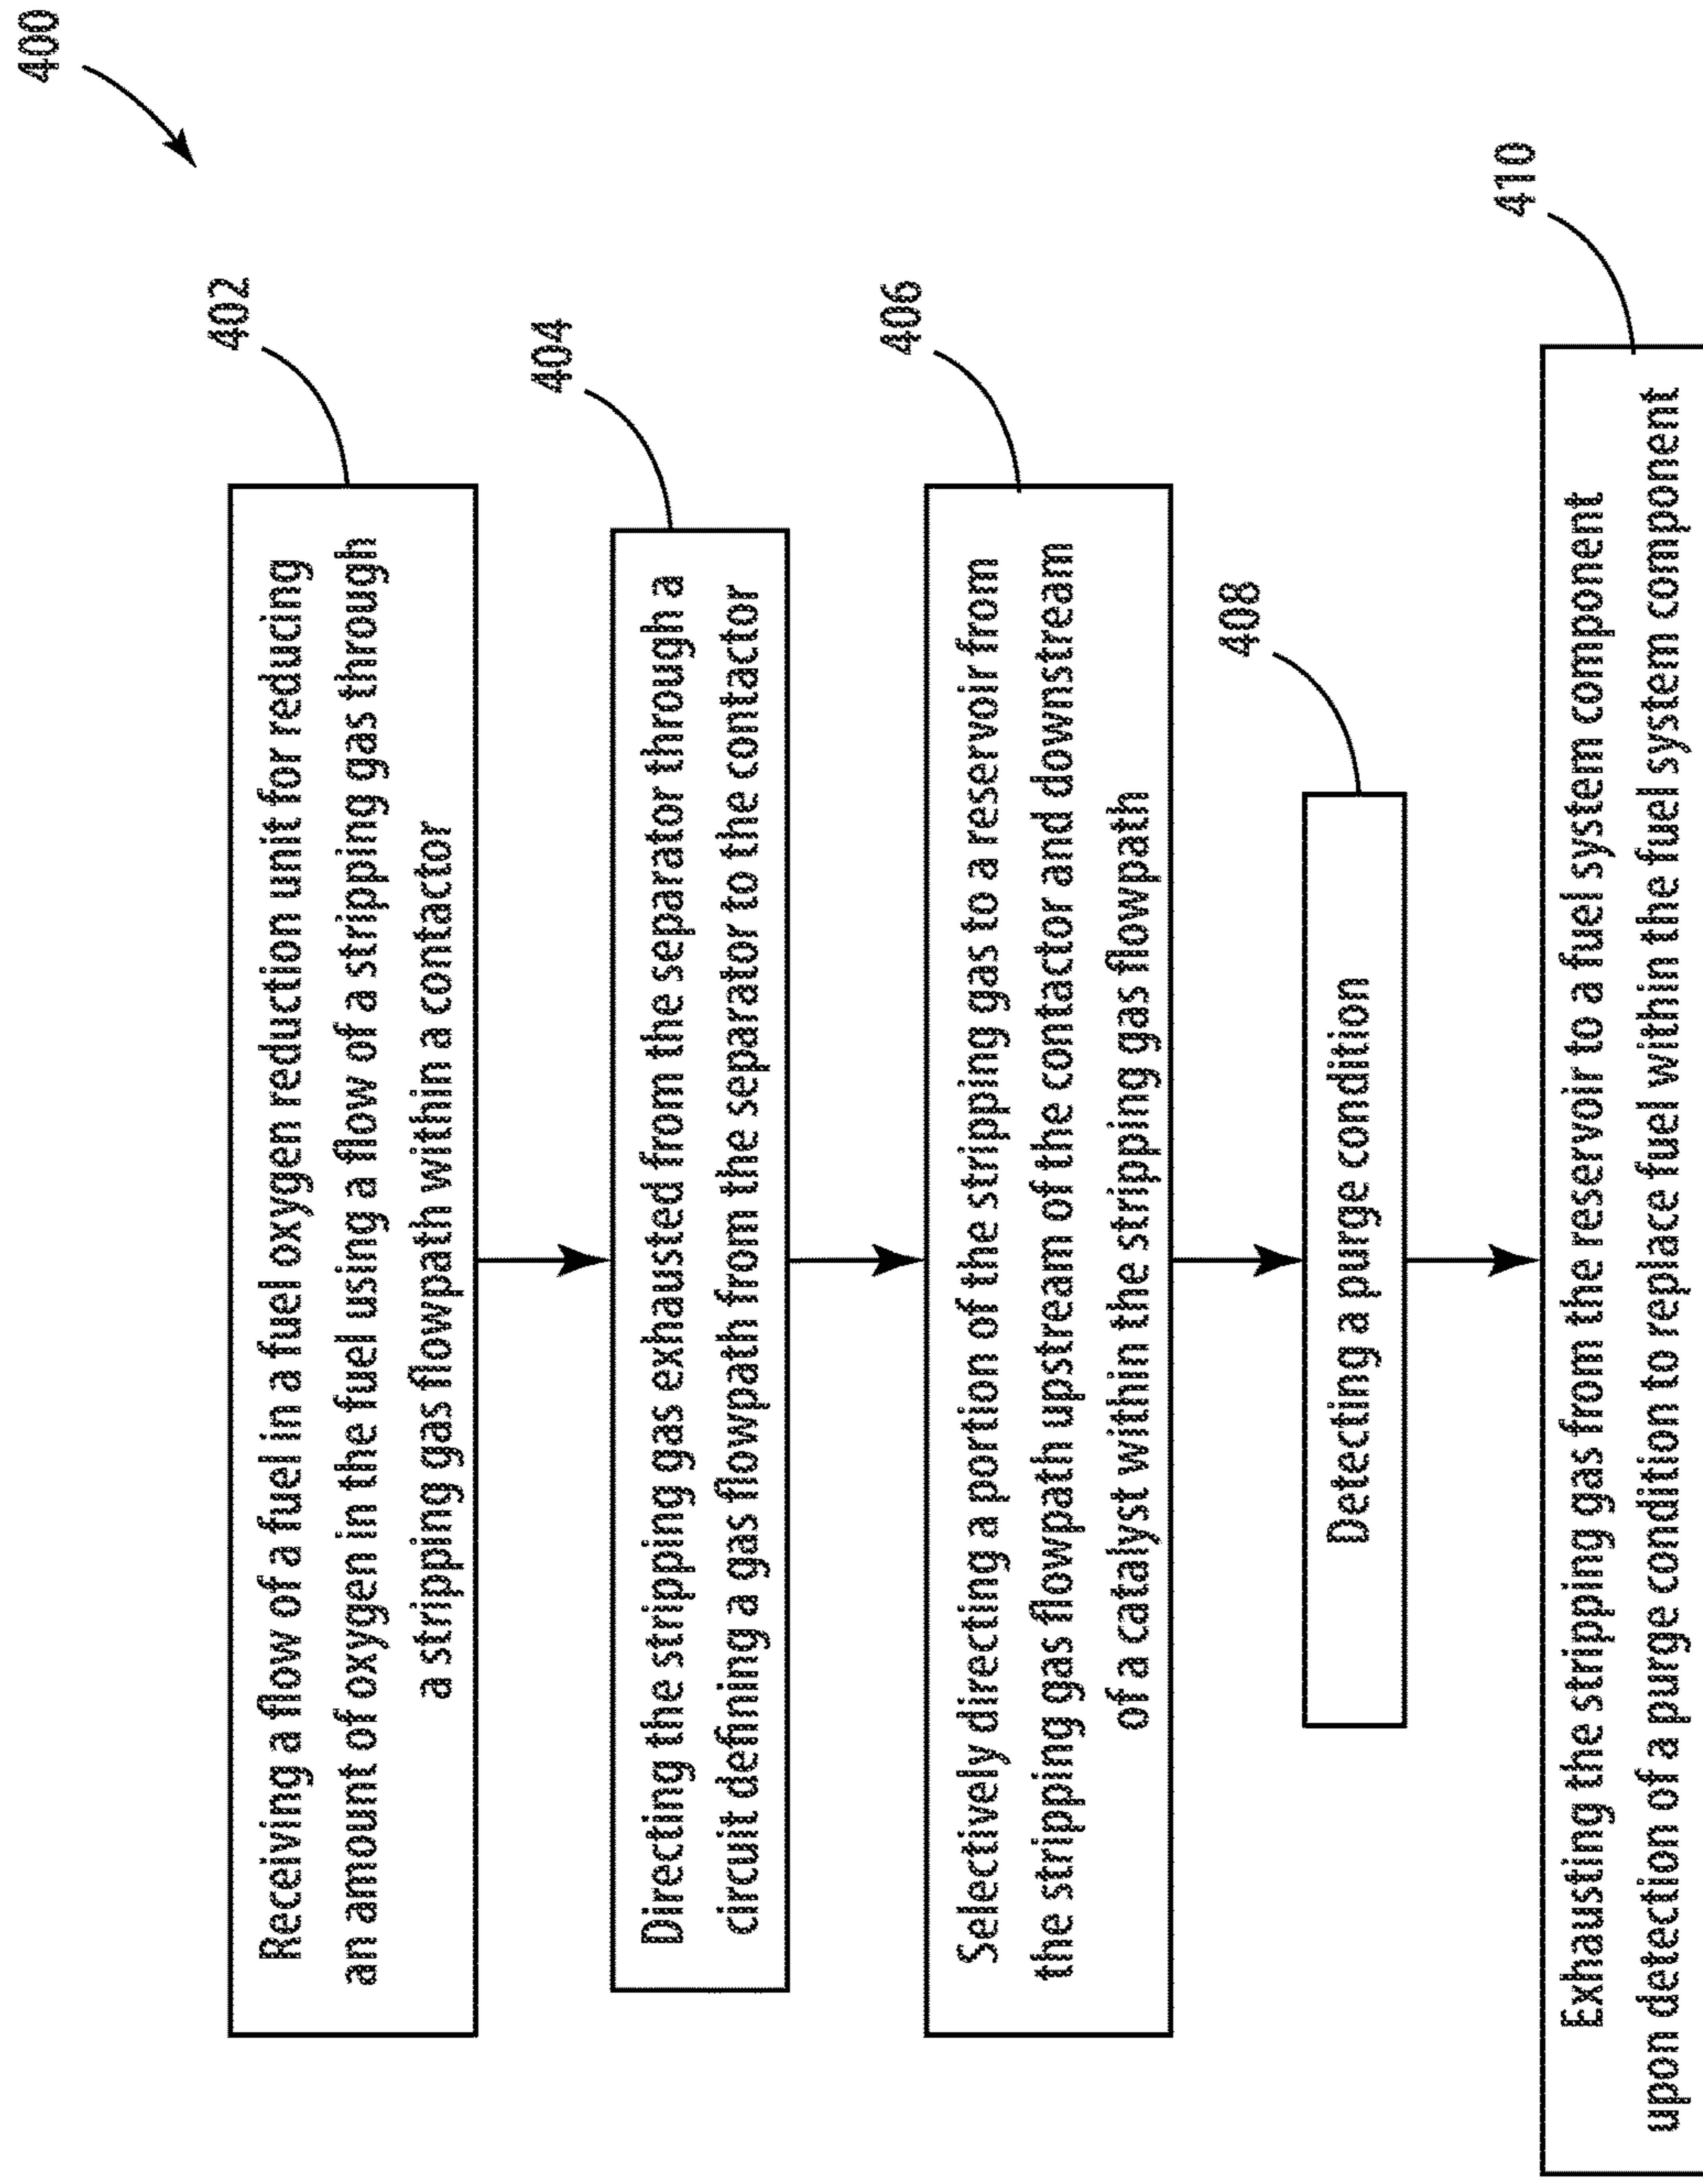 400
402
Receiving a flow of a fuel in a fuel oxygen reduction unit for reducing
an amount of oxygen in the fuel using a flow of a stripping gas through
a stripping gas flowpath within a contactor
404
Directing the stripping gas exhausted from the separator through a
circuit defining a gas flowpath from the separator to the contactor
406
Selectively directing a portion of the stripping gas to a reservoir from
the stripping gas flowpath upstream of the contactor and downstream
of a catalyst within the stripping gas flowpath
408
Detecting a purge condition
410
Exhausting the stripping gas from the reservoir to a fuel system component
upon detection of a purge condition to replace fuel within the fuel system component